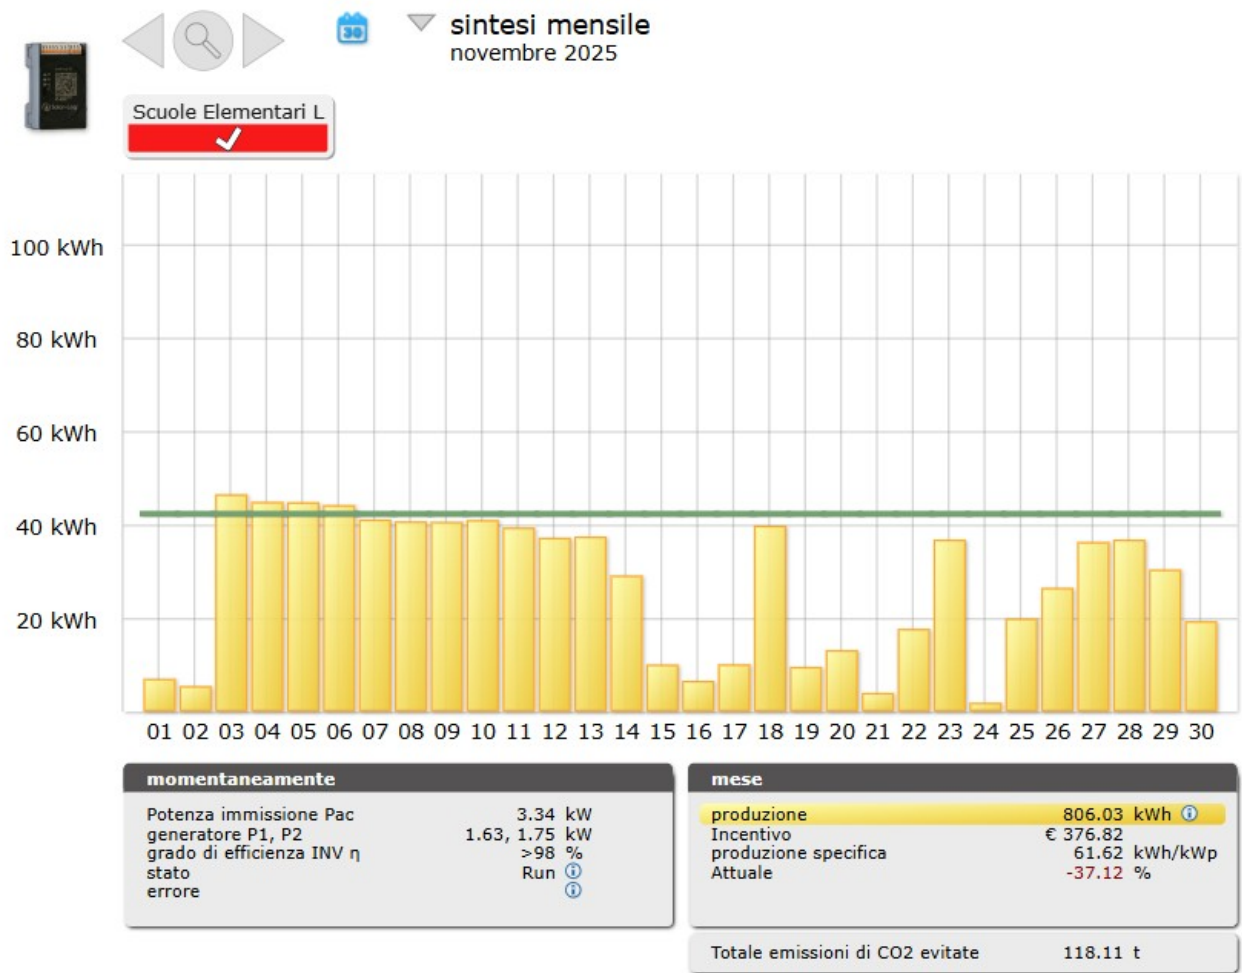 30
sintesi mensile
novembre 2025
Scuole Elementari L
100 kWh
80 kWh
60 kWh
40 kWh
20 kWh
01 02 03 04 05 06 07 08 09 10 11 12 13 14 15 16 17 18 19 20 21 22 23 24 25 26 27 28 29 30
momentaneamente
Potenza immissione Pac 3.34 kW
generatore P1, P2 1.63, 1.75 kW
grado di efficienza INV η >98 %
stato Run
errore
mese
produzione 806.03 kWh
Incentivo € 376.82
produzione specifica 61.62 kWh/kWp
Attuale -37.12 %
Totale emissioni di CO2 evitate 118.11 t